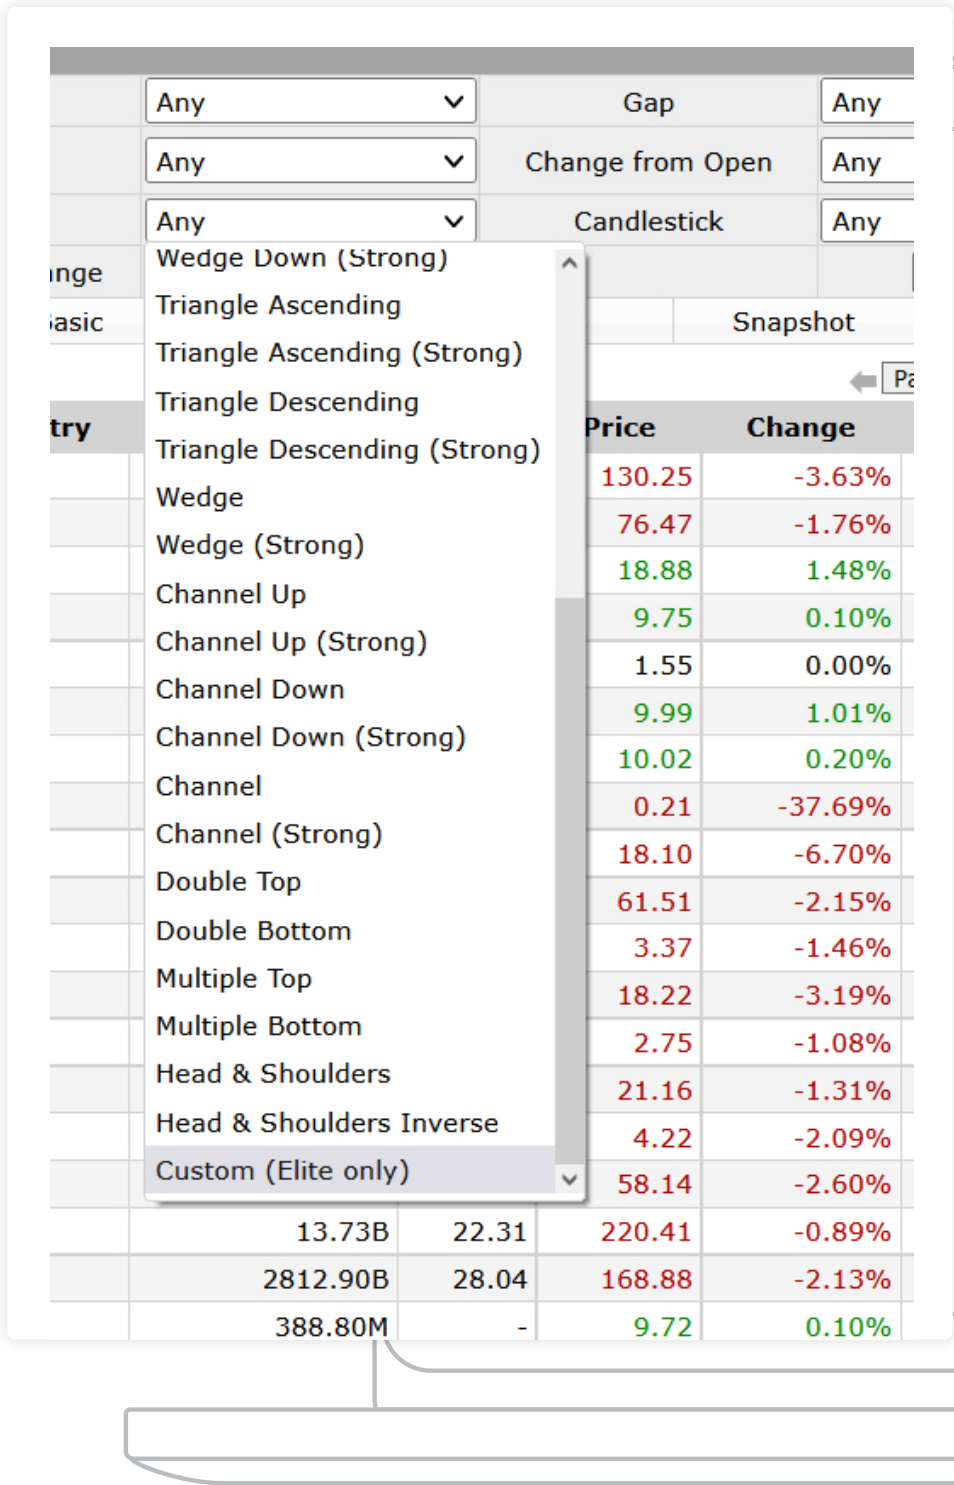 Any Gap Any
Any Change from Open Any
Any Candlestick Any
Wedge Down (Strong)
ange
Triangle Ascending
asic Snapshot
Triangle Ascending (Strong)
Pa
Triangle Descending
try Price Change
Triangle Descending (Strong)
130.25 -3.63%
Wedge
76.47 -1.76%
Wedge (Strong)
18.88 1.48%
Channel Up
9.75 0.10%
Channel Up (Strong)
1.55 0.00%
Channel Down
9.99 1.01%
Channel Down (Strong)
10.02 0.20%
Channel
0.21 -37.69%
Channel (Strong)
18.10 -6.70%
Double Top
61.51 -2.15%
Double Bottom
3.37 -1.46%
Multiple Top
18.22 -3.19%
Multiple Bottom
2.75 -1.08%
Head & Shoulders
21.16 -1.31%
Head & Shoulders Inverse
4.22 -2.09%
Custom (Elite only)
58.14 -2.60%
13.73B 22.31 220.41 -0.89%
2812.90B 28.04 168.88 -2.13%
388.80M - 9.72 0.10%